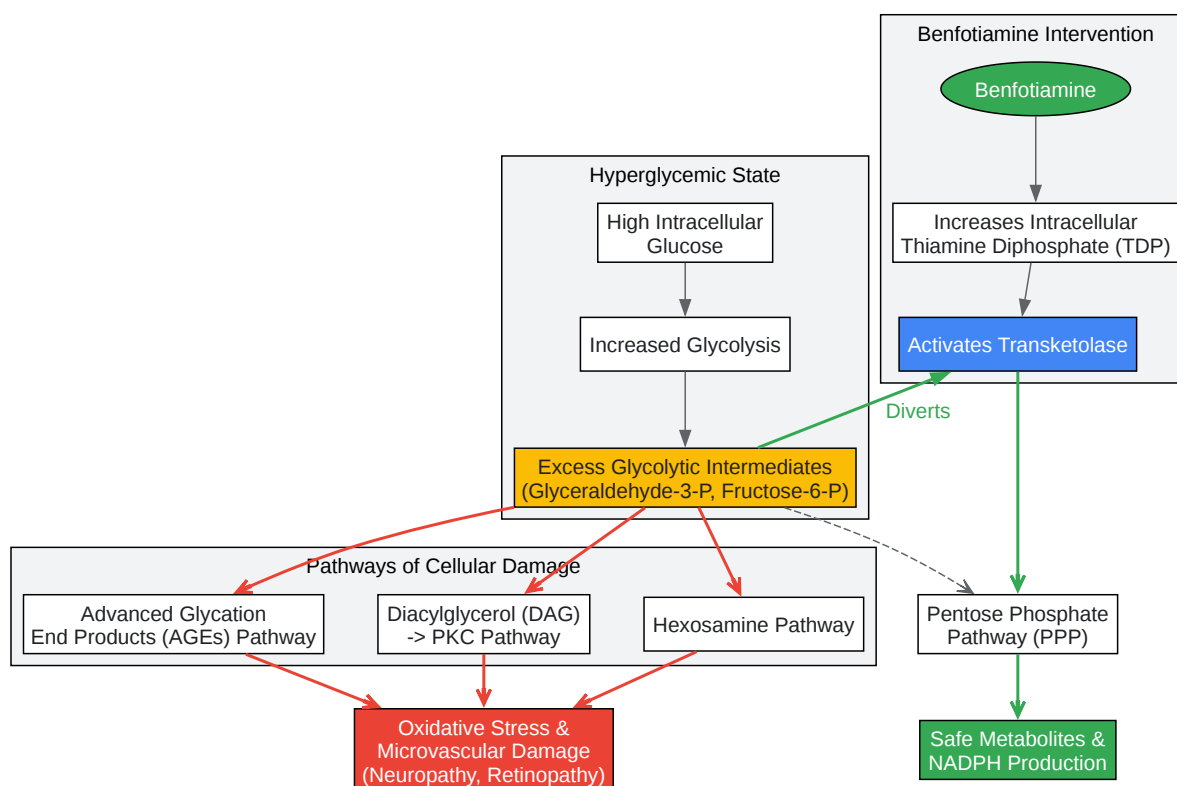 Benfotiamine Intervention
Benfotiamine
Hyperglycemic State
High Intracellular
Glucose
Increases Intracellular
Thiamine Diphosphate (TDP)
Increased Glycolysis
Activates Transketolase
Diverts
Excess Glycolytic Intermediates
(Glyceraldehyde-3-P, Fructose-6-P)
Pathways of Cellular Damage
Advanced Glycation
End Products (AGEs) Pathway
Diacylglycerol (DAG)
-> PKC Pathway
Hexosamine Pathway
Pentose Phosphate
Pathway (PPP)
Oxidative Stress &
Microvascular Damage
(Neuropathy, Retinopathy)
Safe Metabolites &
NADPH Production